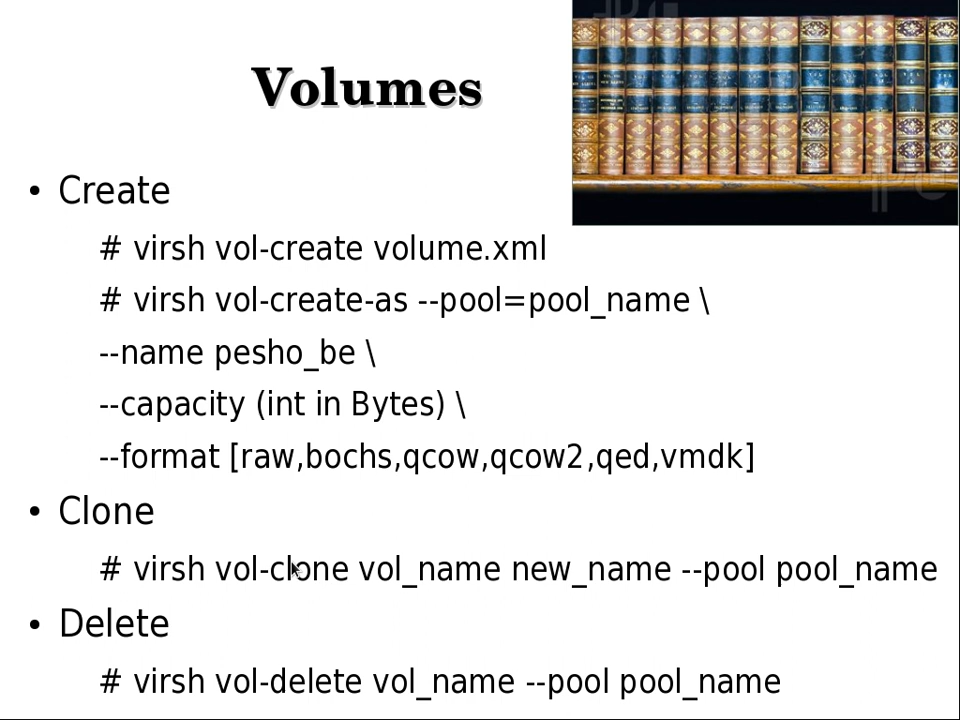 Volumes
• Create
# virsh vol-create volume.xml
# virsh vol-create-as --pool=pool_name \
--name pesho_be \
--capacity (int in Bytes) \
--format [raw,bochs,qcow,qcow2,qed,vmdk]
• Clone
# virsh vol-clone vol_name new_name --pool pool_name
• Delete
# virsh vol-delete vol_name --pool pool_name